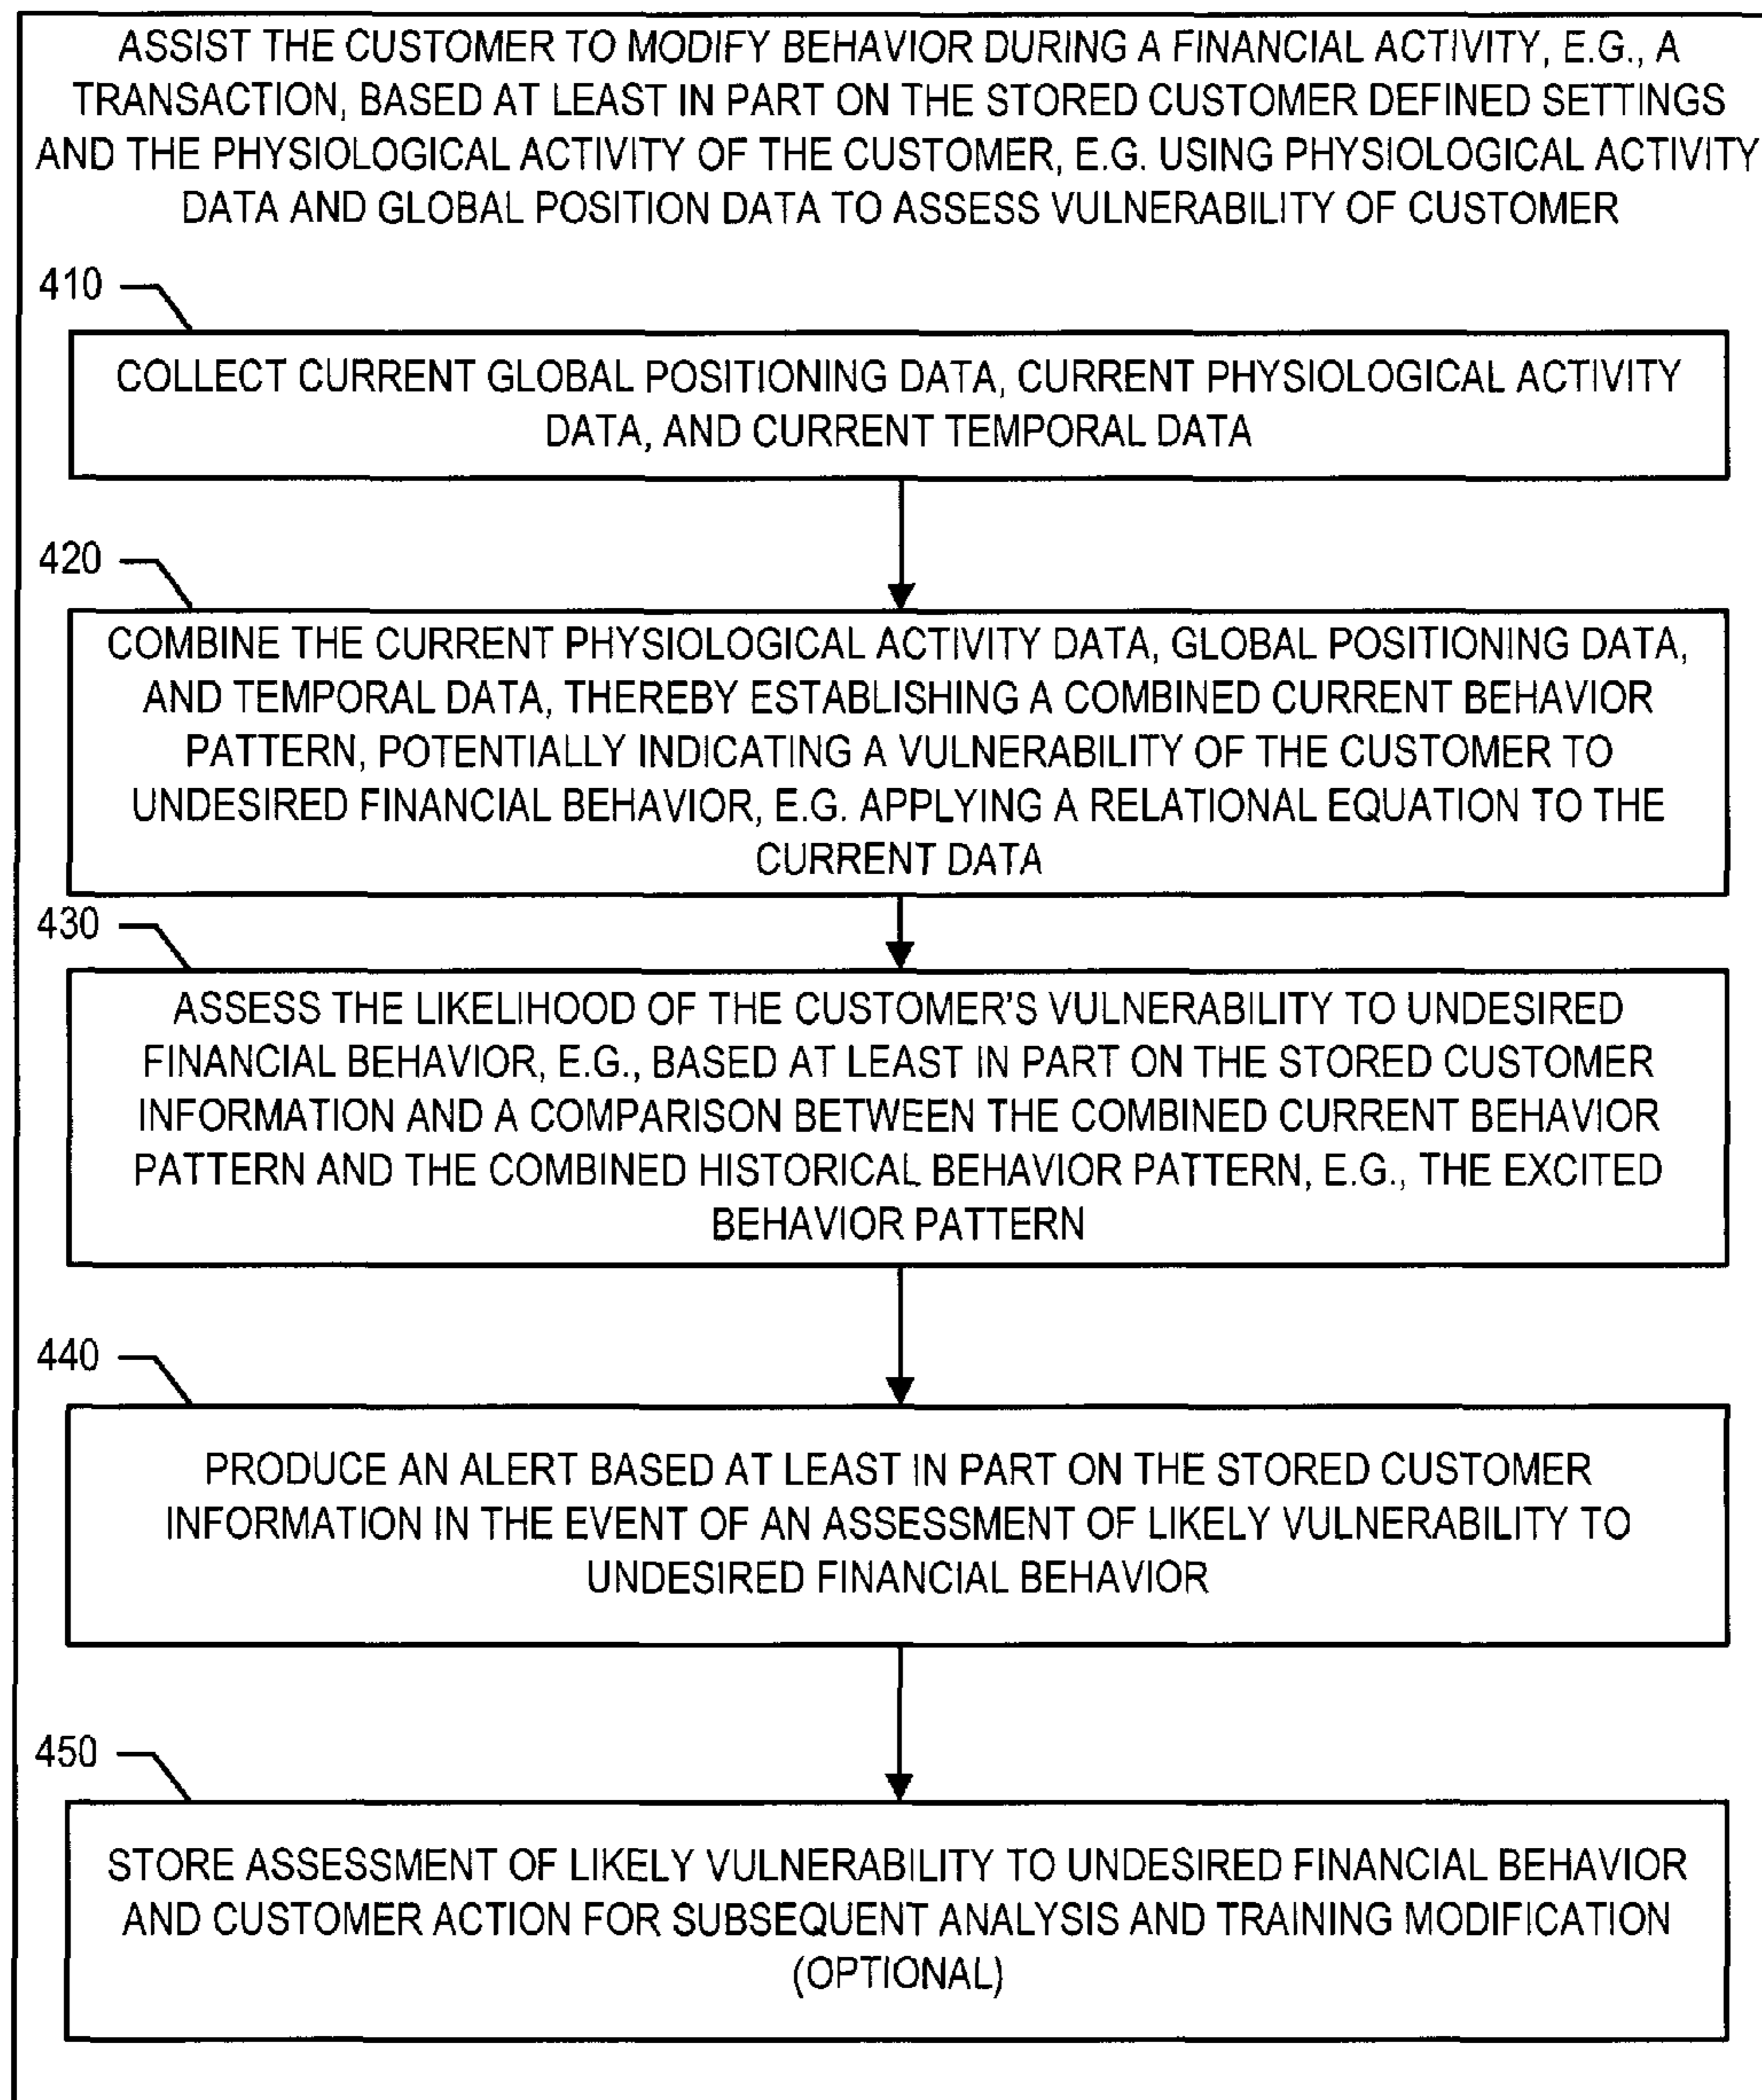 ASSIST THE CUSTOMER TO MODIFY BEHAVIOR DURING A FINANCIAL ACTIVITY, E.G., A
TRANSACTION, BASED AT LEAST IN PART ON THE STORED CUSTOMER DEFINED SETTINGS
AND THE PHYSIOLOGICAL ACTIVITY OF THE CUSTOMER, E.G. USING PHYSIOLOGICAL ACTIVITY
DATA AND GLOBAL POSITION DATA TO ASSESS VULNERABILITY OF CUSTOMER
410
COLLECT CURRENT GLOBAL POSITIONING DATA, CURRENT PHYSIOLOGICAL ACTIVITY
DATA, AND CURRENT TEMPORAL DATA
420
COMBINE THE CURRENT PHYSIOLOGICAL ACTIVITY DATA, GLOBAL POSITIONING DATA,
AND TEMPORAL DATA, THEREBY ESTABLISHING A COMBINED CURRENT BEHAVIOR
PATTERN, POTENTIALLY INDICATING A VULNERABILITY OF THE CUSTOMER TO
UNDESIRED FINANCIAL BEHAVIOR, E.G. APPLYING A RELATIONAL EQUATION TO THE
CURRENT DATA
430
ASSESS THE LIKELIHOOD OF THE CUSTOMER'S VULNERABILITY TO UNDESIRED
FINANCIAL BEHAVIOR, E.G., BASED AT LEAST IN PART ON THE STORED CUSTOMER
INFORMATION AND A COMPARISON BETWEEN THE COMBINED CURRENT BEHAVIOR
PATTERN AND THE COMBINED HISTORICAL BEHAVIOR PATTERN, E.G., THE EXCITED
BEHAVIOR PATTERN
440
PRODUCE AN ALERT BASED AT LEAST IN PART ON THE STORED CUSTOMER
INFORMATION IN THE EVENT OF AN ASSESSMENT OF LIKELY VULNERABILITY TO
UNDESIRED FINANCIAL BEHAVIOR
450
STORE ASSESSMENT OF LIKELY VULNERABILITY TO UNDESIRED FINANCIAL BEHAVIOR
AND CUSTOMER ACTION FOR SUBSEQUENT ANALYSIS AND TRAINING MODIFICATION
(OPTIONAL)